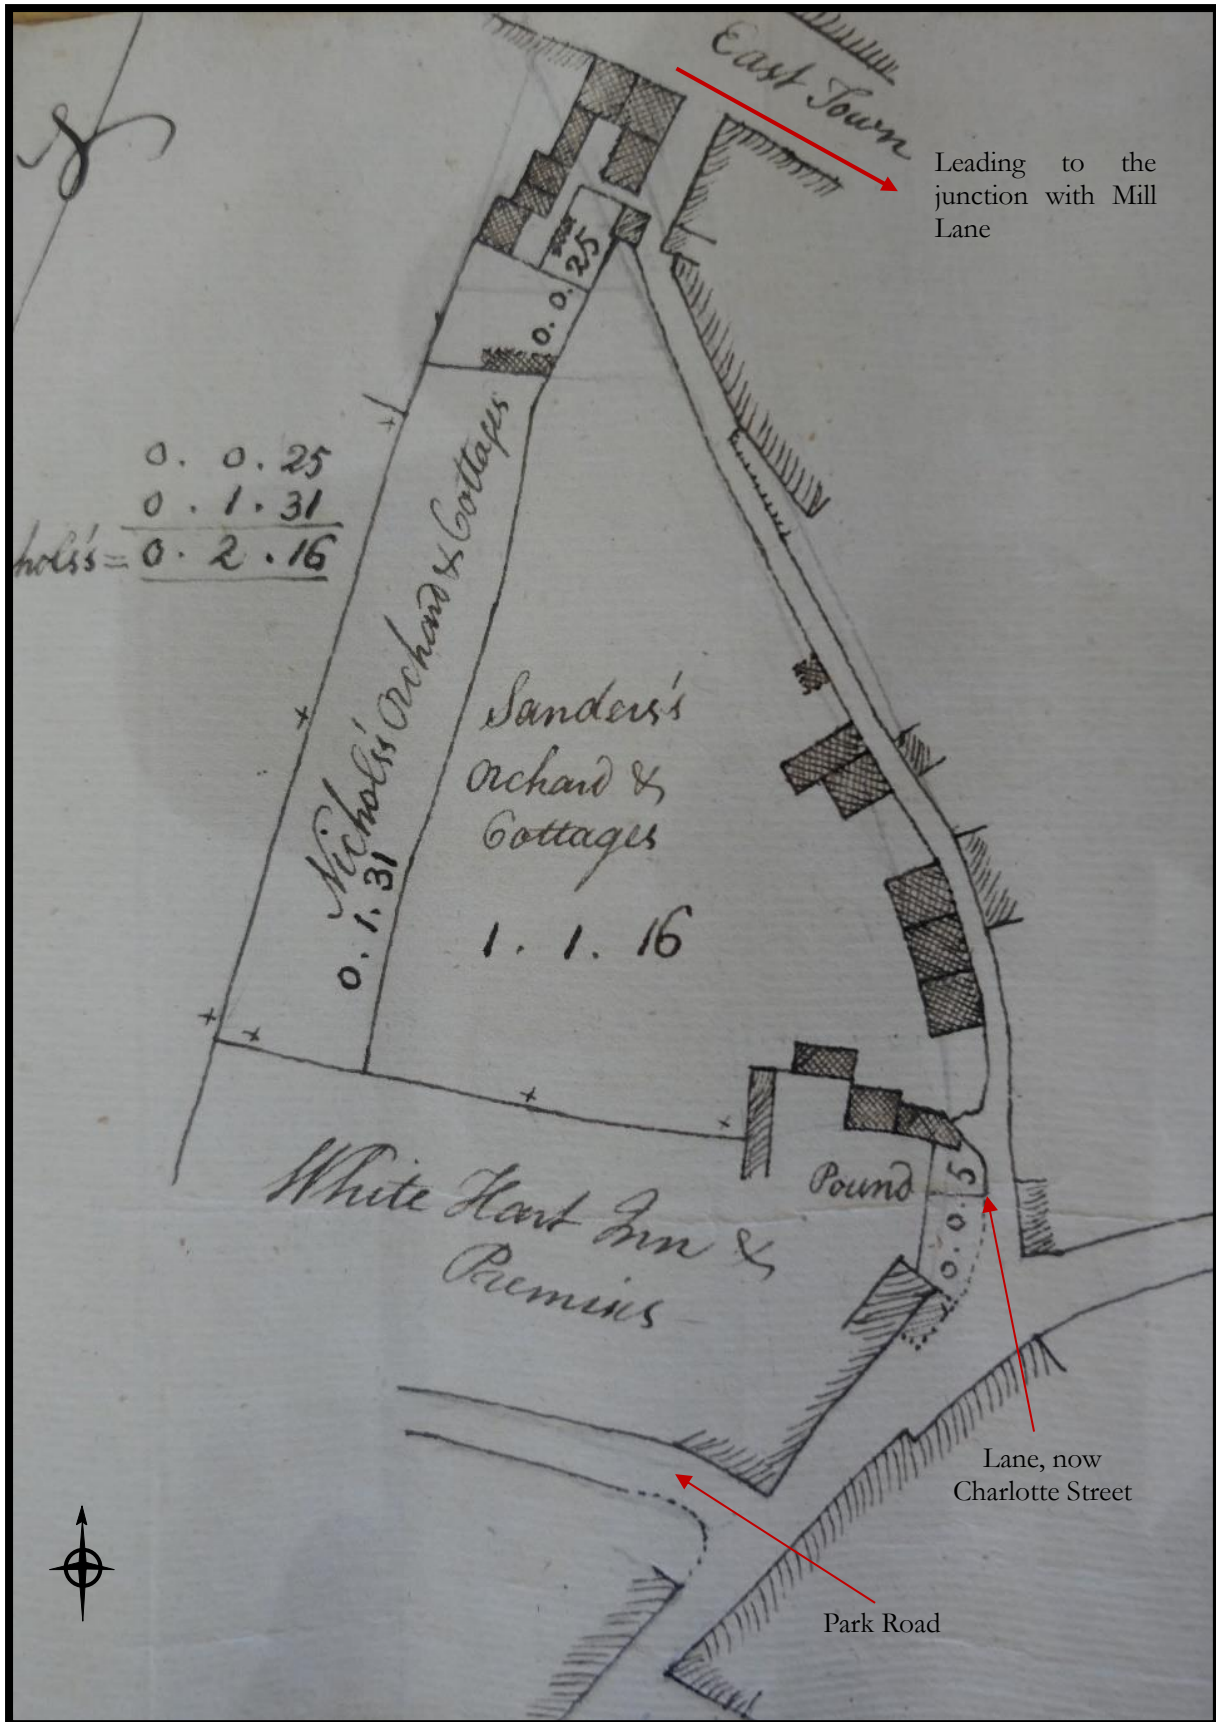 East Town
Leading to the
junction with Mill
Lane
0. 0. 25
0. 0. 25
0. 1. 31
hols's = 0. 2. 16
Nichols's Orchard & Cottages
0. 1. 31
Sanders's
Orchard &
Cottages
1. 1. 16
Pound
0. 0. 5
White Hart Inn &
Premises
Lane, now
Charlotte Street
Park Road